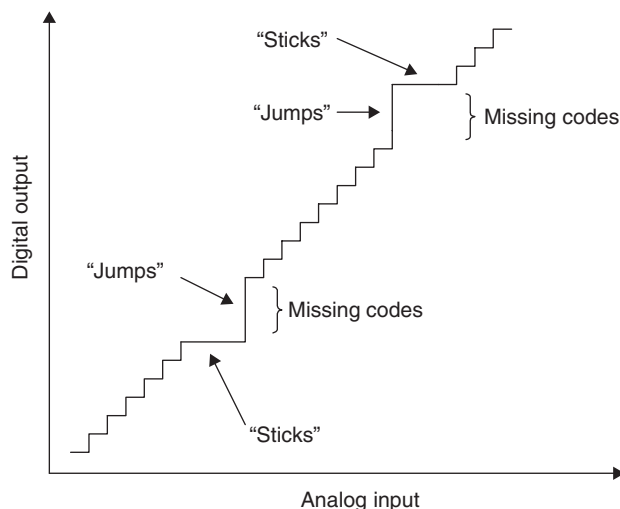 “Sticks”
“Jumps”
Missing codes
Digital output
“Jumps”
Missing codes
“Sticks”
Analog input